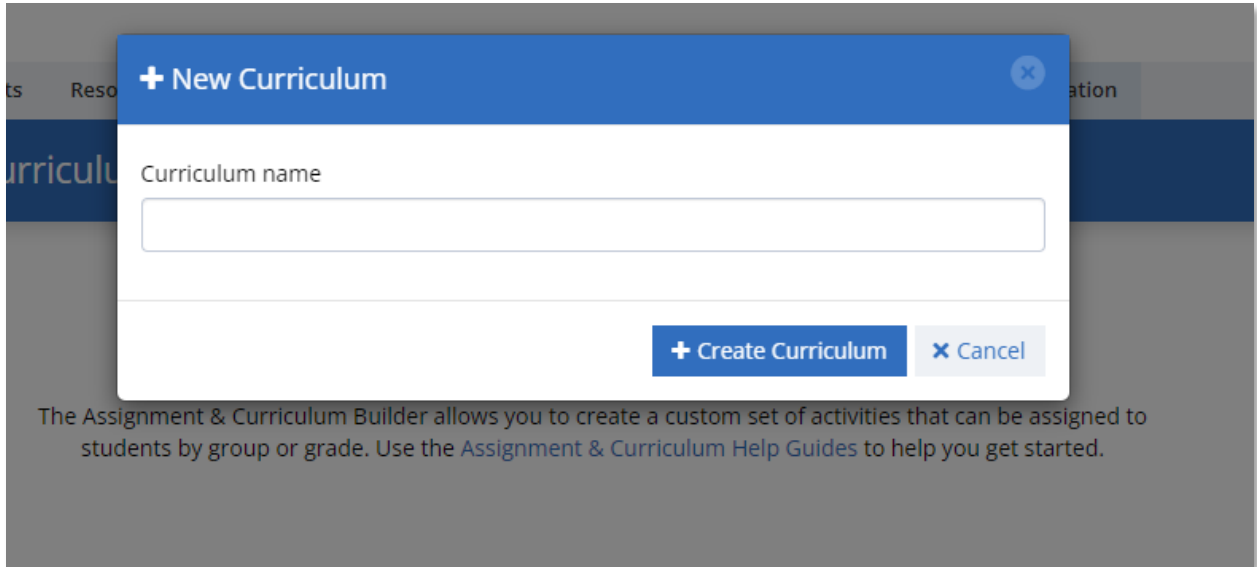 New Curriculum
ts Reso ation
urriculu
Curriculum name
Create Curriculum Cancel
The Assignment & Curriculum Builder allows you to create a custom set of activities that can be assigned to
students by group or grade. Use the Assignment & Curriculum Help Guides to help you get started.